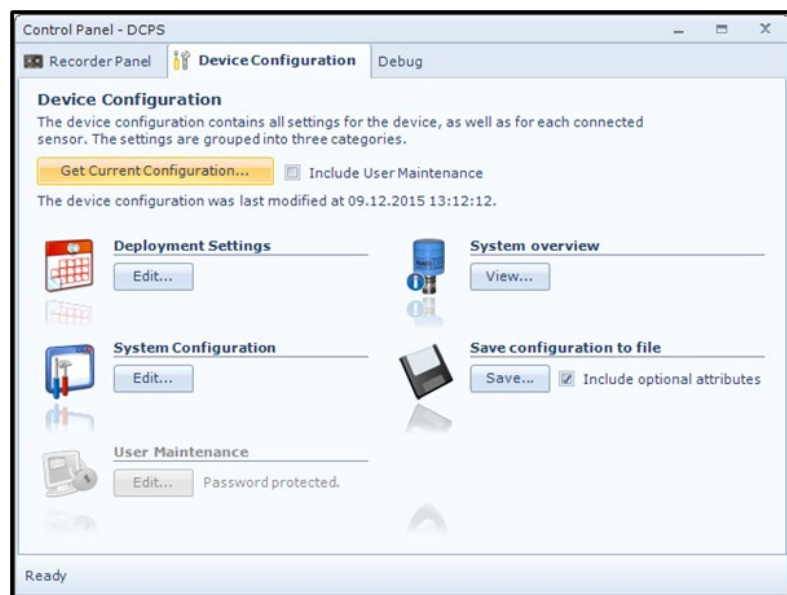 Control Panel - DCPS
Recorder Panel
Device Configuration
Debug
Device Configuration
The device configuration contains all settings for the device, as well as for each connected
sensor. The settings are grouped into three categories.
Get Current Configuration...
Include User Maintenance
The device configuration was last modified at 09.12.2015 13:12:12.
Deployment Settings
Edit...
System overview
View...
System Configuration
Edit...
Save configuration to file
Save...
Include optional attributes
User Maintenance
Edit...
Password protected.
Ready